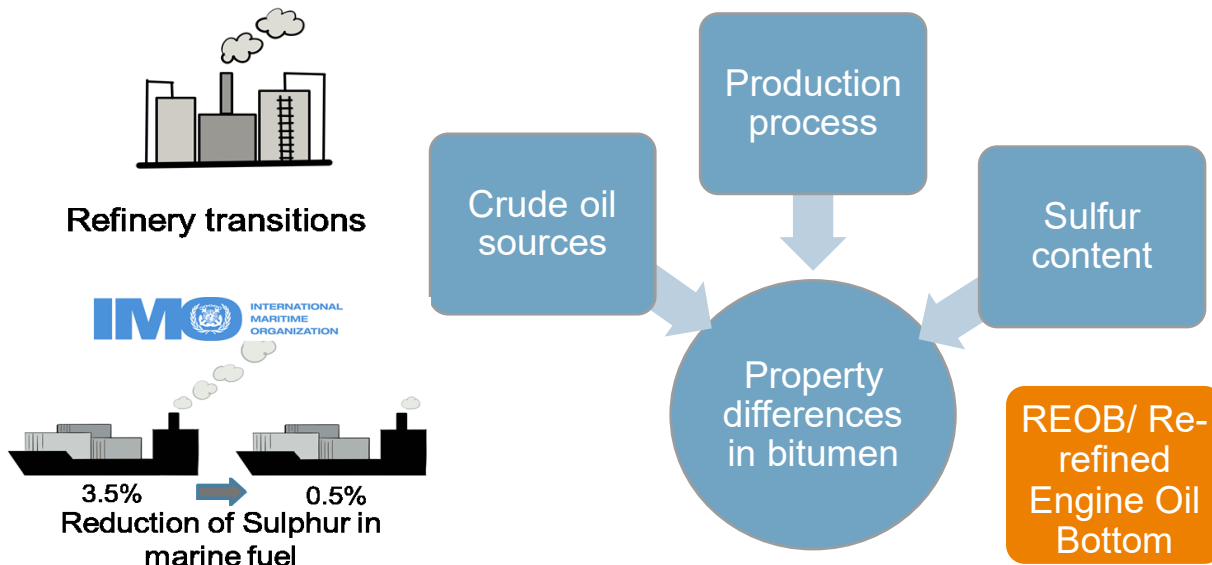 Refinery transitions
IMO
INTERNATIONAL
MARITIME
ORGANIZATION
3.5%
0.5%
Reduction of Sulphur in
marine fuel
Production
process
Crude oil
sources
Sulfur
content
Property
differences
in bitumen
REOB/ Re-
refined
Engine Oil
Bottom